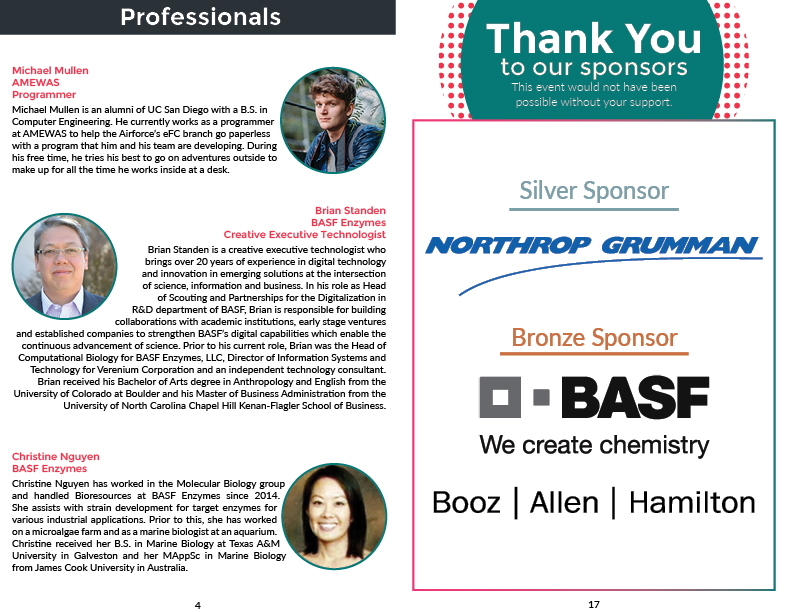 Professionals
Michael Mullen
AMEWAS
Programmer
Michael Mullen is an alumni of UC San Diego with a B.S. in
Computer Engineering. He currently works as a programmer
at AMEWAS to help the Airforce's eFC branch go paperless
with a program that him and his team are developing. During
his free time, he tries his best to go on adventures outside to
make up for all the time he works inside at a desk.
Brian Standen
BASF Enzymes
Creative Executive Technologist
Brian Standen is a creative executive technologist who
brings over 20 years of experience in digital technology
and innovation in emerging solutions at the intersection
of science, information and business. In his role as Head
of Scouting and Partnerships for the Digitalization in
R&D department of BASF, Brian is responsible for building
collaborations with academic institutions, early stage ventures
and established companies to strengthen BASF's digital capabilities which enable the
continuous advancement of science. Prior to his current role, Brian was the Head of
Computational Biology for BASF Enzymes, LLC, Director of Information Systems and
Technology for Verenium Corporation and an independent technology consultant.
Brian received his Bachelor of Arts degree in Anthropology and English from the
University of Colorado at Boulder and his Master of Business Administration from the
University of North Carolina Chapel Hill Kenan-Flagler School of Business.
Christine Nguyen
BASF Enzymes
Christine Nguyen has worked in the Molecular Biology group
and handled Bioresources at BASF Enzymes since 2014.
She assists with strain development for target enzymes for
various industrial applications. Prior to this, she has worked
on a microalgae farm and as a marine biologist at an aquarium.
Christine received her B.S. in Marine Biology at Texas A&M
University in Galveston and her MAppSc in Marine Biology
from James Cook University in Australia.
4
Thank You
to our sponsors
This event would not have been
possible without your support.
Silver Sponsor
NORTHROP GRUMMAN
Bronze Sponsor
BASF
We create chemistry
Booz | Allen | Hamilton
17